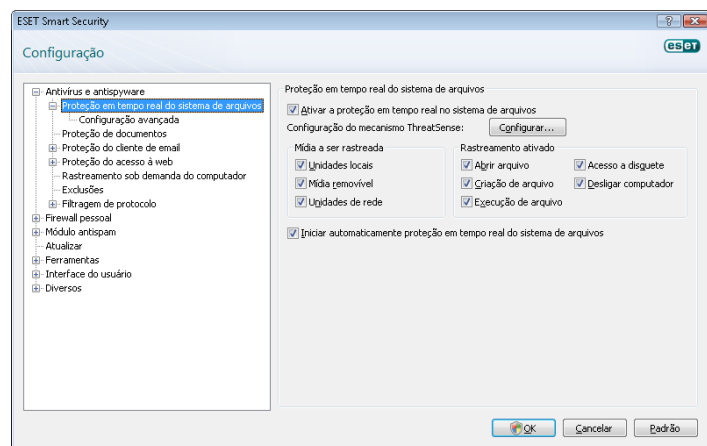 ESET Smart Security
Configuração
eset
Antivírus e antispyware
Proteção em tempo real do sistema de arquivos
Configuração avançada
Proteção de documentos
Proteção do cliente de email
Proteção do acesso à web
Rastreamento sob demanda do computador
Exclusões
Filtragem de protocolo
Firewall pessoal
Módulo antispam
Atualizar
Ferramentas
Interface do usuário
Diversos
Proteção em tempo real do sistema de arquivos
Ativar a proteção em tempo real no sistema de arquivos
Configuração do mecanismo ThreatSense: Configurar...
Mídia a ser rastreada
Unidades locais
Mídia removível
Unidades de rede
Rastreamento ativado
Abrir arquivo Acesso a disquete
Criação de arquivo Desligar computador
Execução de arquivo
Iniciar automaticamente proteção em tempo real do sistema de arquivos
OK Cancelar Padrão